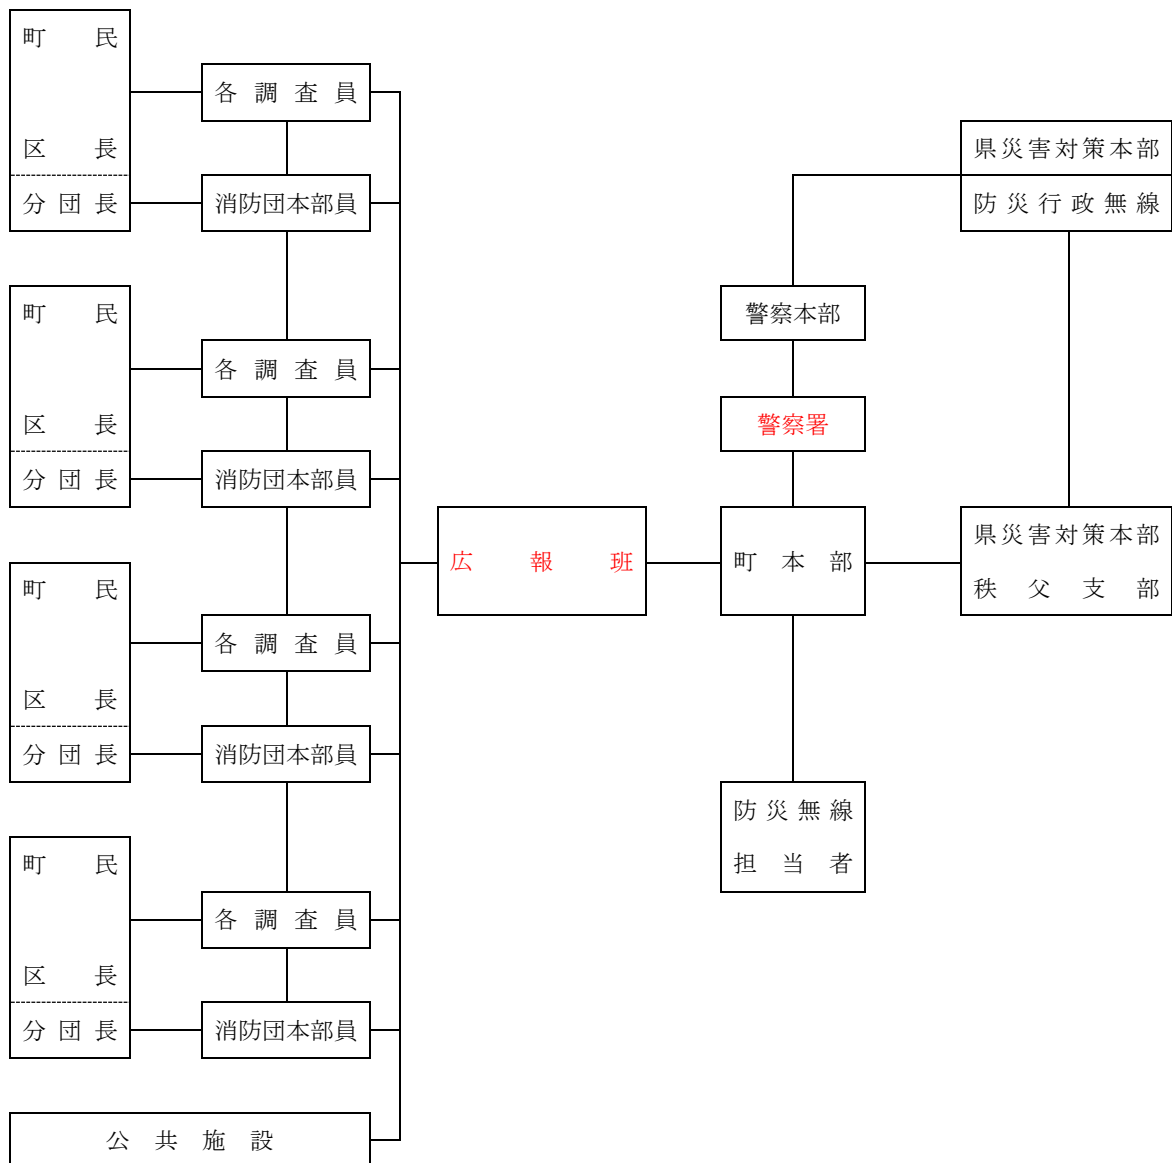 町民
区長
分団長
各調査員
消防団本部員
町民
区長
分団長
各調査員
消防団本部員
町民
区長
分団長
各調査員
消防団本部員
町民
区長
分団長
各調査員
消防団本部員
公共施設
広報班
県災害対策本部
防災行政無線
警察本部
警察署
町本部
県災害対策本部
秩父支部
防災無線
担当者